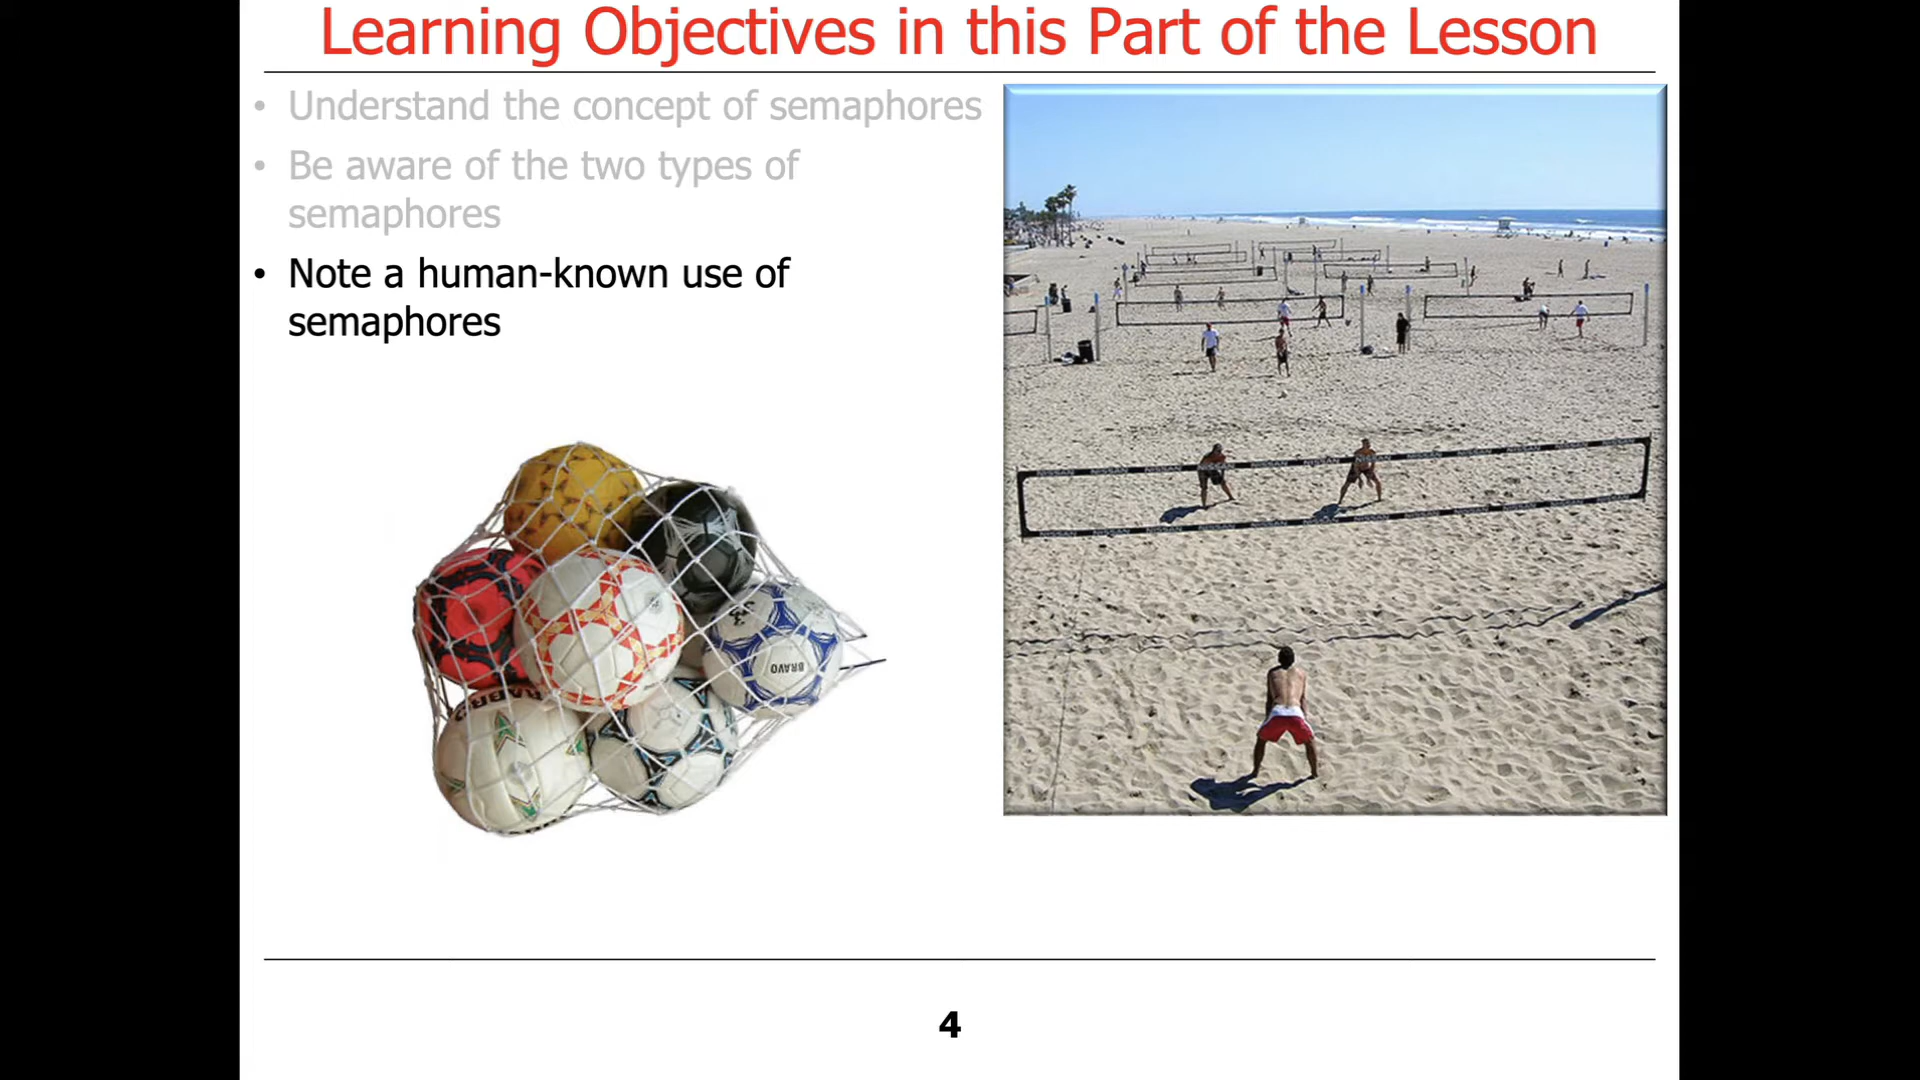 Learning Objectives in this Part of the Lesson
• Understand the concept of semaphores
• Be aware of the two types of
semaphores
• Note a human-known use of
semaphores
BRAVO
4